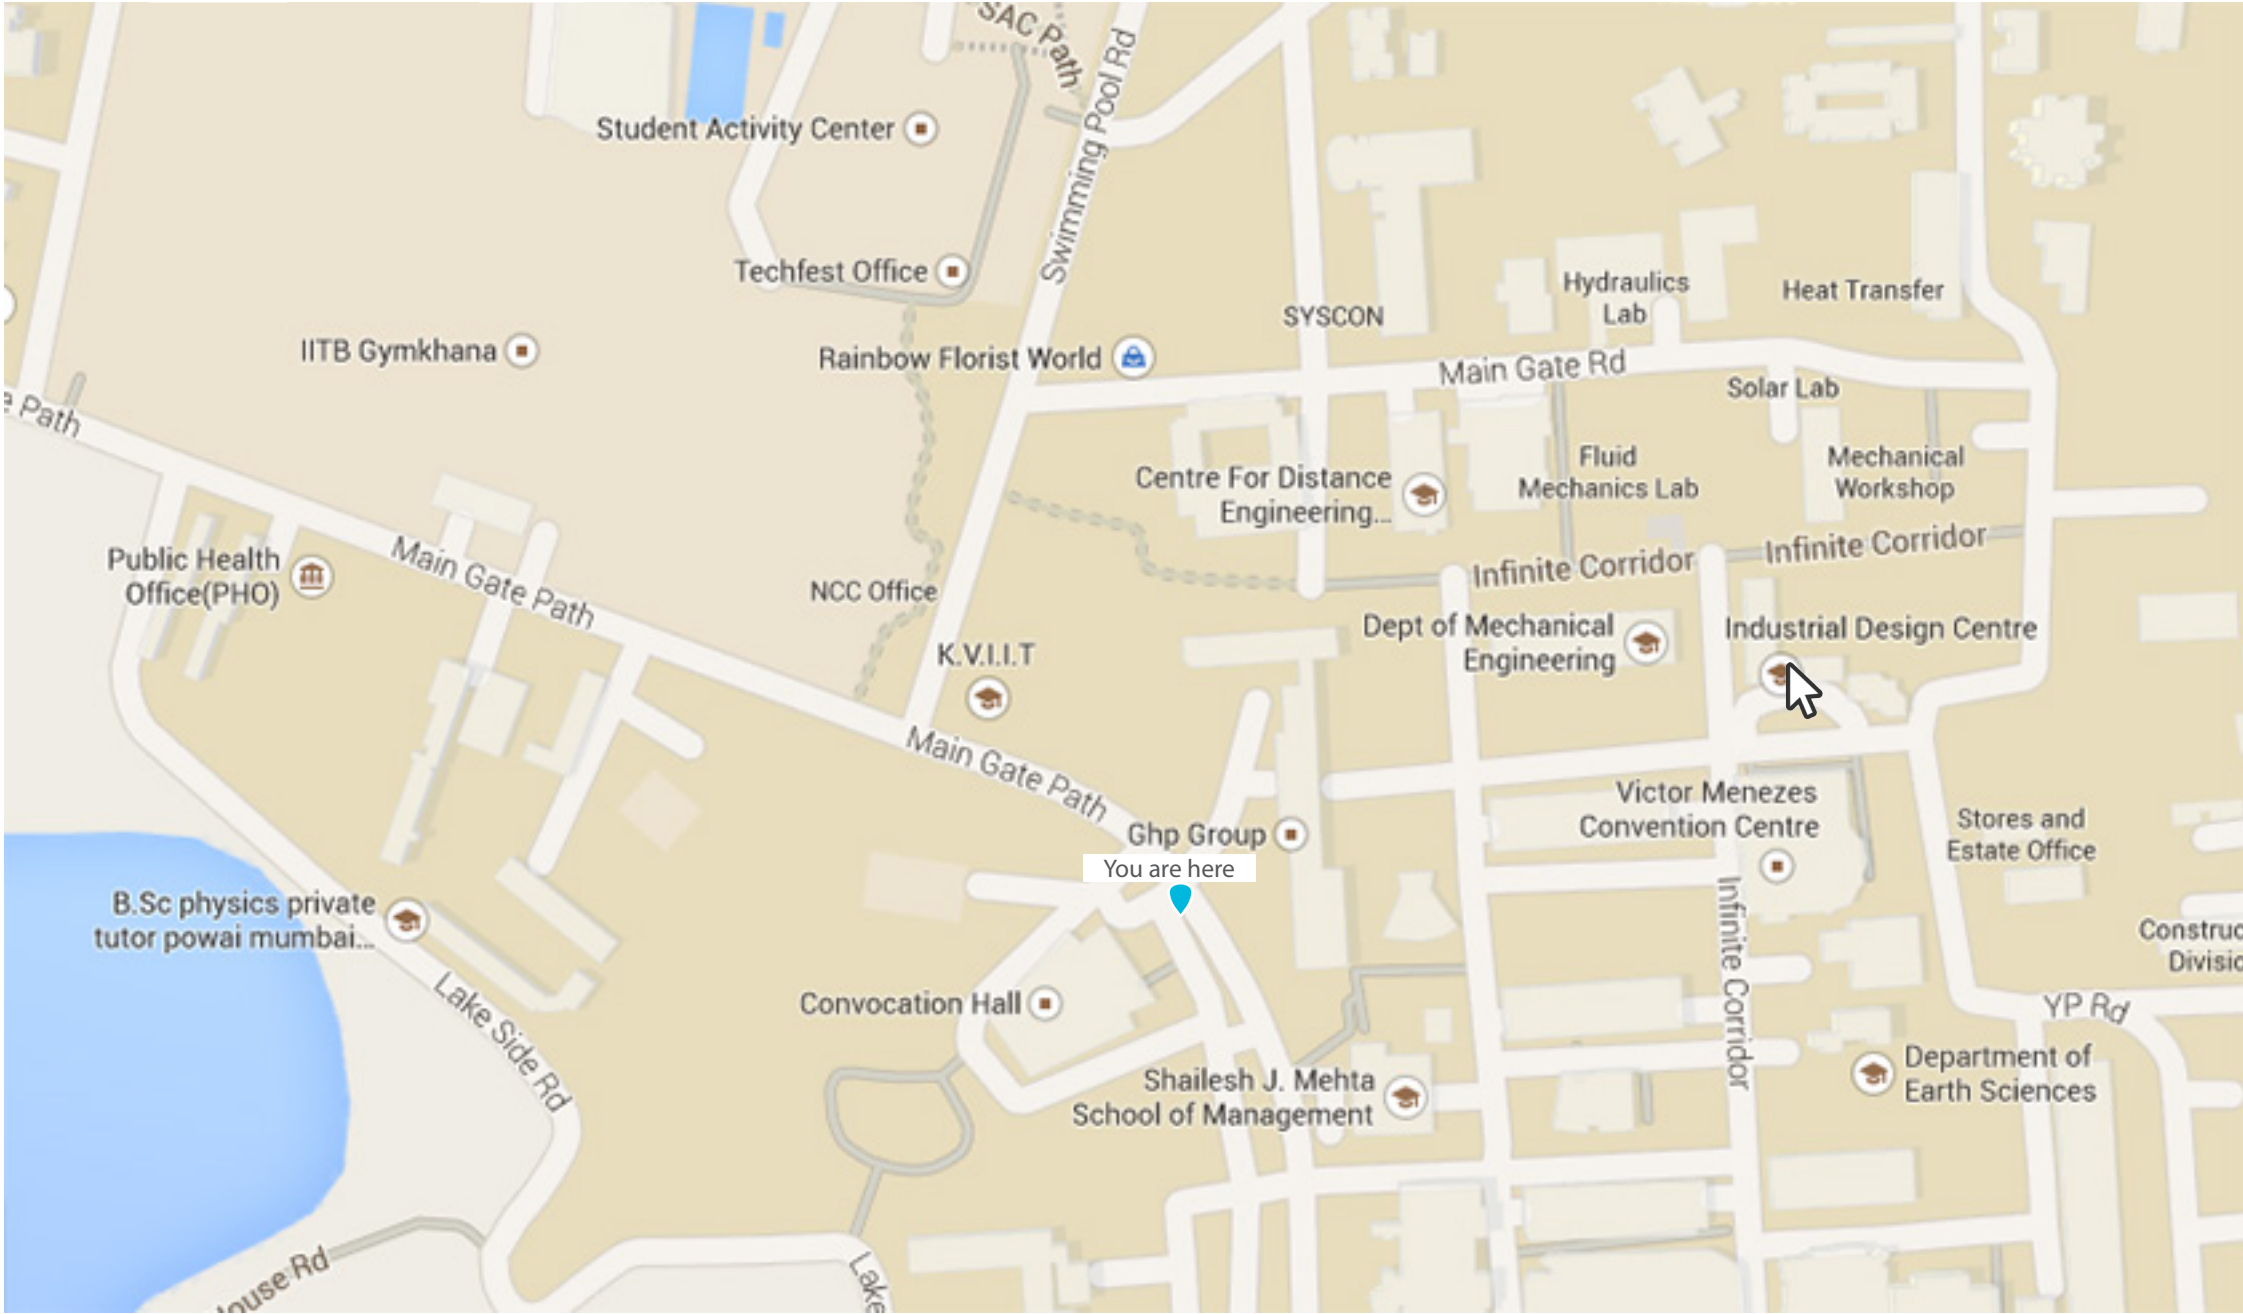 SAC Path
Swimming Pool Rd
Student Activity Center
Techfest Office
IITB Gymkhana
Rainbow Florist World
SYSCON
Hydraulics
Lab
Heat Transfer
Main Gate Rd
Solar Lab
e Path
Centre For Distance
Engineering...
Fluid
Mechanics Lab
Mechanical
Workshop
Infinite Corridor
Infinite Corridor
Public Health
Office(PHO)
Main Gate Path
NCC Office
K.V.I.I.T
Dept of Mechanical
Engineering
Industrial Design Centre
Main Gate Path
Ghp Group
You are here
Victor Menezes
Convention Centre
Stores and
Estate Office
B.Sc physics private
tutor powai mumbai...
Infinite Corridor
Construc
Divisio
Lake Side Rd
Convocation Hall
YP Rd
Shailesh J. Mehta
School of Management
Department of
Earth Sciences
House Rd
Lake